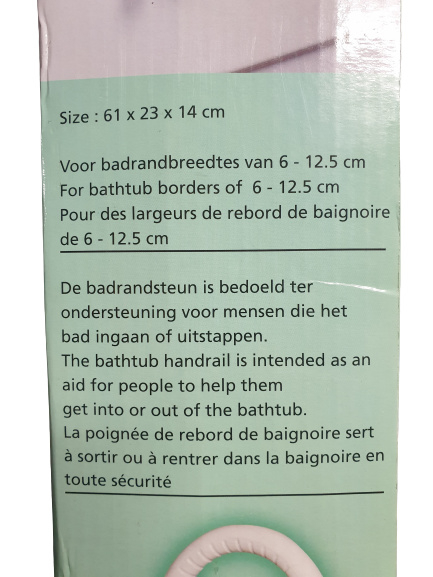 Size : 61 x 23 x 14 cm
Voor badrandbreedtes van 6 - 12.5 cm
For bathtub borders of 6 - 12.5 cm
Pour des largeurs de rebord de baignoire
de 6 - 12.5 cm
De badrandsteun is bedoeld ter
ondersteuning voor mensen die het
bad ingaan of uitstappen.
The bathtub handrail is intended as an
aid for people to help them
get into or out of the bathtub.
La poignée de rebord de baignoire sert
à sortir ou à rentrer dans la baignoire en
toute sécurité